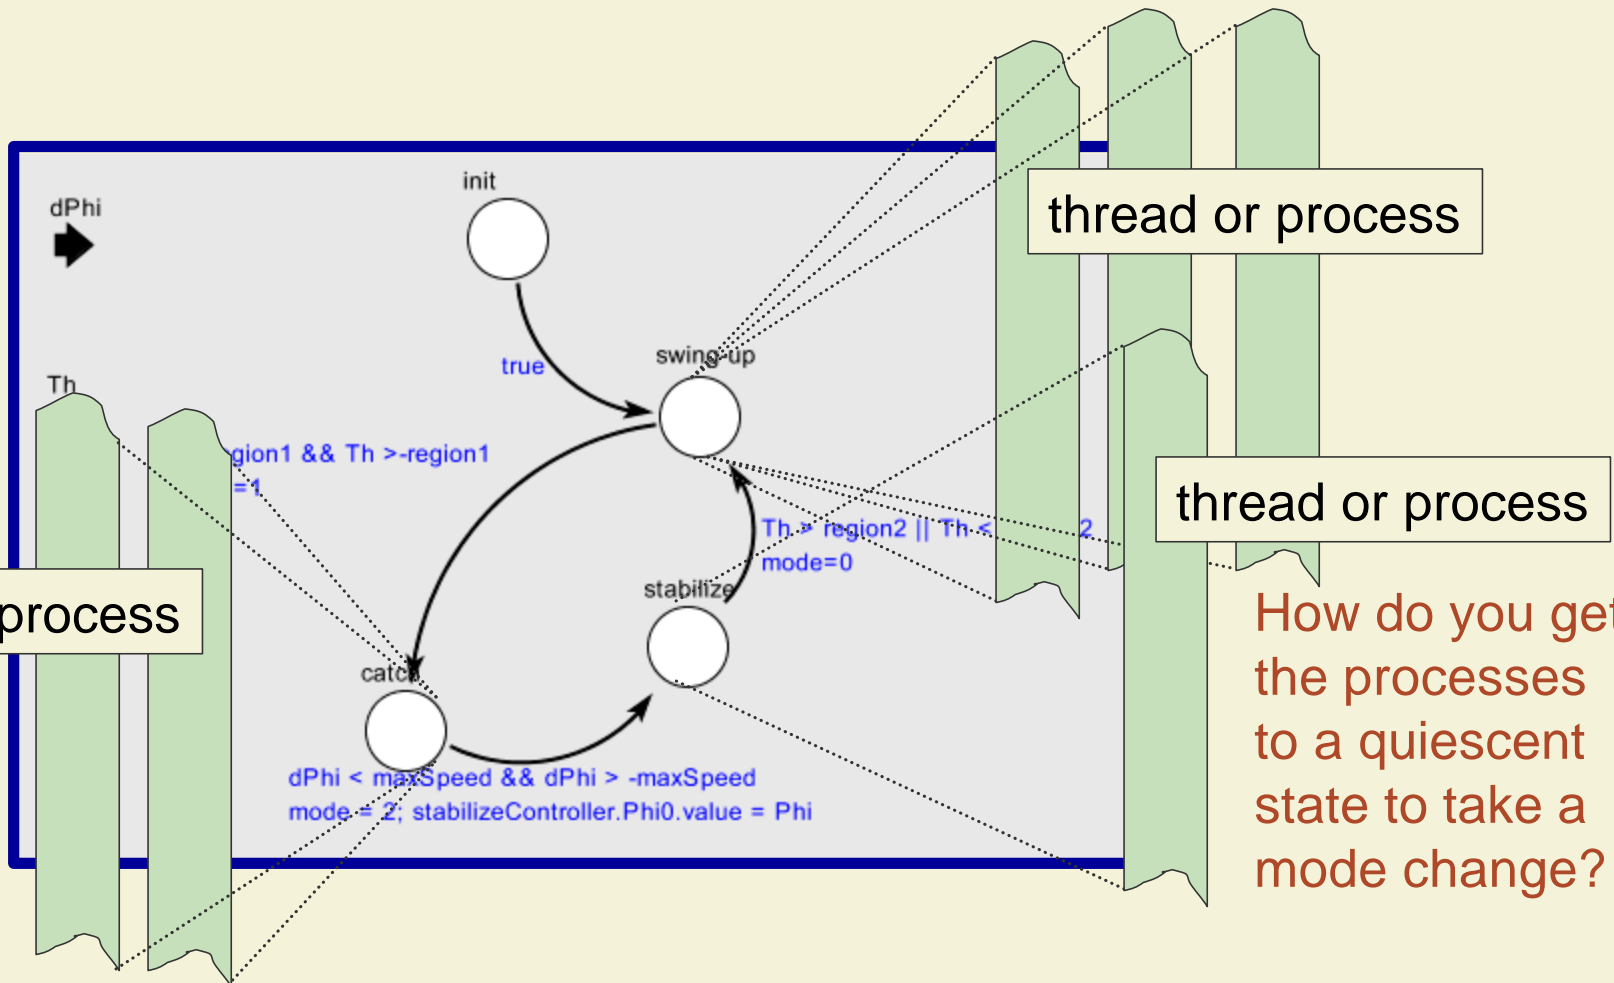 init
dPhi
thread or process
true
swing-up
Th
gion1 && Th >-region1
=1
thread or process
Th > region2 || Th < 2
mode=0
stabilize
process
How do you get
the processes
to a quiescent
state to take a
mode change?
catch
dPhi < maxSpeed && dPhi > -maxSpeed
mode = 2; stabilizeController.Phi0.value = Phi